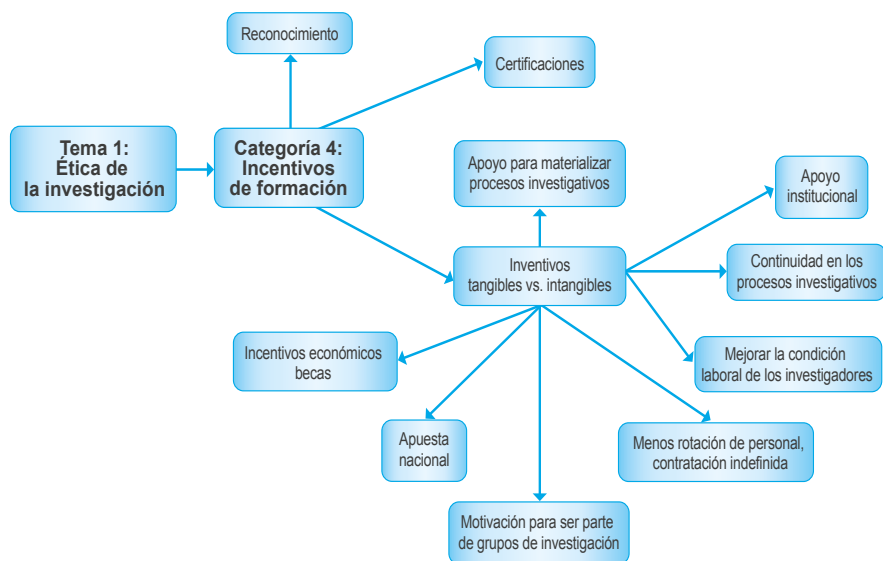 Reconocimiento
Certificaciones
Tema 1:
Ética de
la investigación
Categoría 4:
Incentivos
de formación
Apoyo para materializar
procesos investigativos
Apoyo
institucional
Inventivos
tangibles vs. intangibles
Continuidad en los
procesos investigativos
Incentivos económicos
becas
Mejorar la condición
laboral de los investigadores
Apuesta
nacional
Menos rotación de personal,
contratación indefinida
Motivación para ser parte
de grupos de investigación